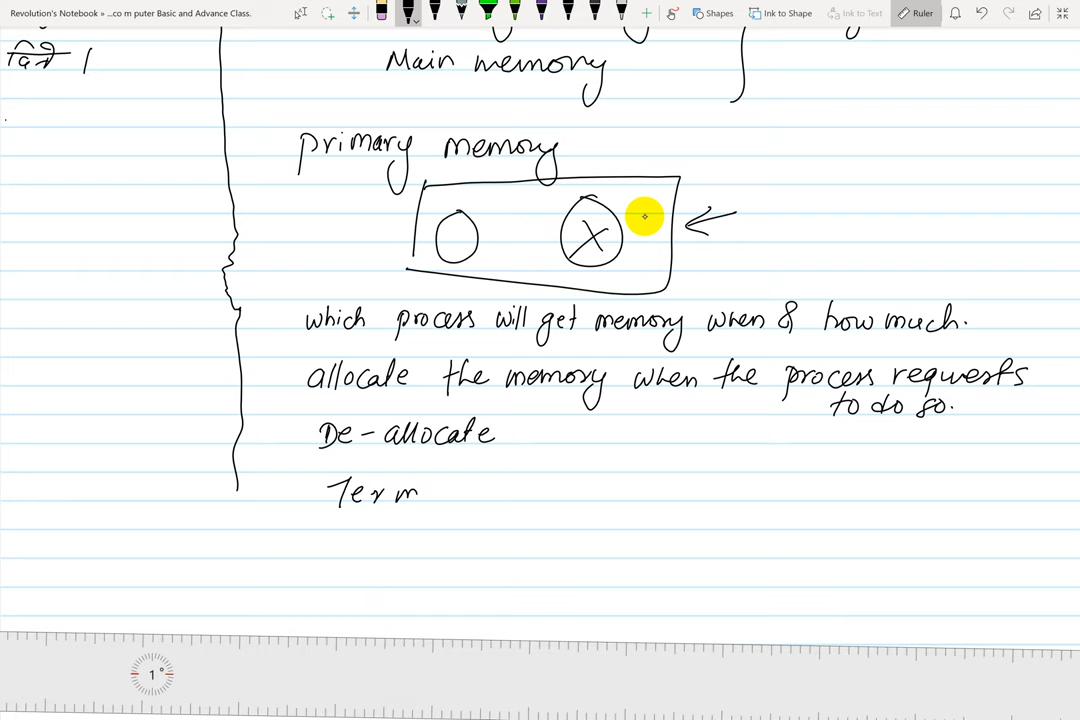 Revolution's Notebook » ...co m puter Basic and Advance Class.
Shapes
Ink to Shape
Ink to Text
Ruler
Main memory
primary memory
X
which process will get memory when & how much.
allocate the memory when the process requests
to do so.
De-allocate
Term
1°